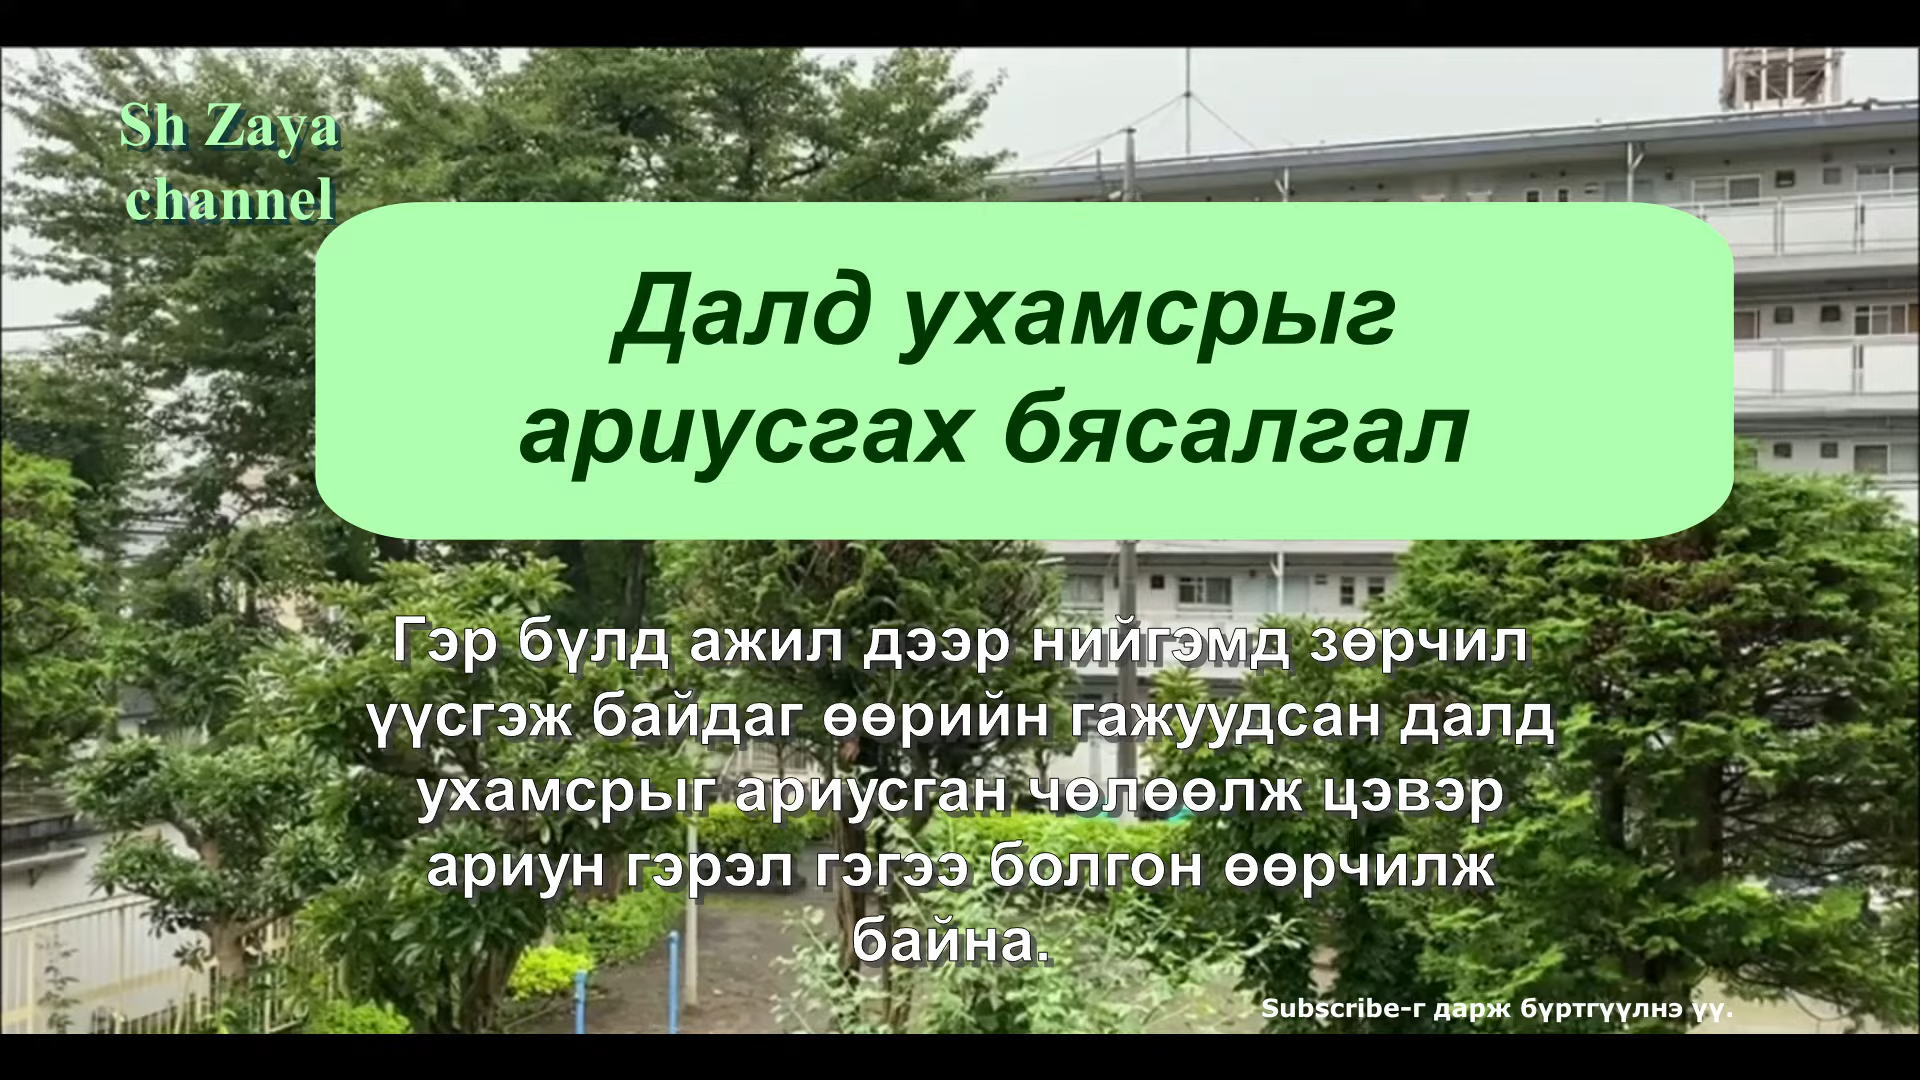 Sh Zaya
channel
Далд ухамсрыг
ариусгах бясалгал
Гэр бүлд ажил дээр нийгэмд зөрчил
үүсгэж байдаг өөрийн гажуудсан далд
ухамсрыг ариусган чөлөөлж цэвэр
ариун гэрэл гэгээ болгон өөрчилж
байна.
Subscribe-г дарж бүртгүүлнэ үү.